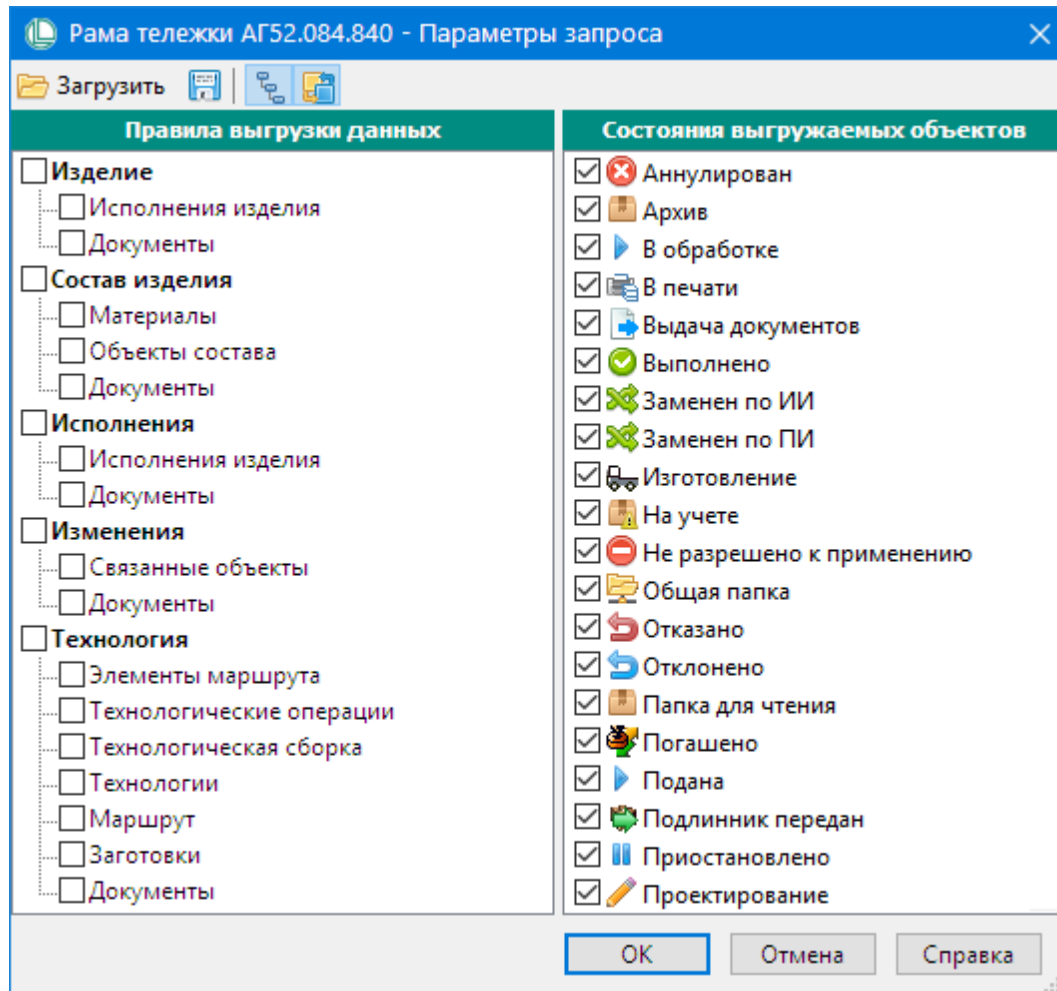 Рама тележки АГ52.084.840 - Параметры запроса
Загрузить
Правила выгрузки данных
Изделие
Исполнения изделия
Документы
Состав изделия
Материалы
Объекты состава
Документы
Исполнения
Исполнения изделия
Документы
Изменения
Связанные объекты
Документы
Технология
Элементы маршрута
Технологические операции
Технологическая сборка
Технологии
Маршрут
Заготовки
Документы
Состояния выгружаемых объектов
Аннулирован
Архив
В обработке
В печати
Выдача документов
Выполнено
Заменен по ИИ
Заменен по ПИ
Изготовление
На учете
Не разрешено к применению
Общая папка
Отказано
Отклонено
Папка для чтения
Погашено
Подана
Подлинник передан
Приостановлено
Проектирование
ОК
Отмена
Справка